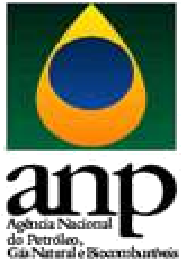 anp
Agência Nacional
do Petróleo,
Gás Natural e Biocombustíveis